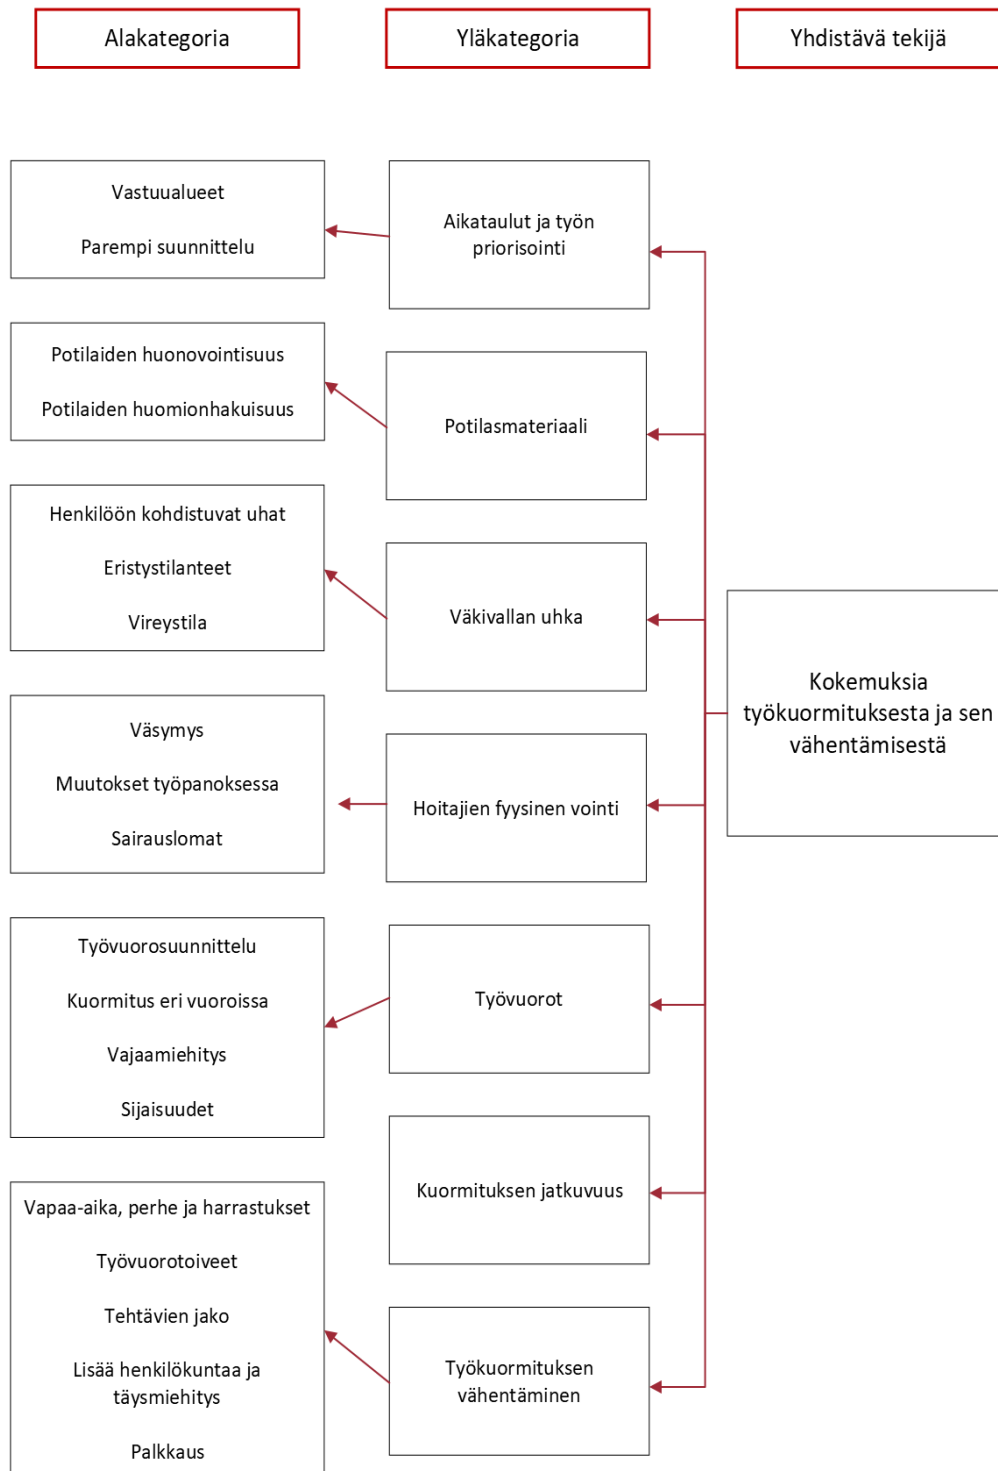 Alakategoria
Yläkategoria
Yhdistävä tekijä
Vastuualueet
Parempi suunnittelu
Aikataulut ja työn
priorisointi
Potilaiden huonovointisuus
Potilaiden huomionhakuisuus
Potilasmateriaali
Henkilöön kohdistuvat uhat
Eristystilanteet
Vireystila
Väkivallan uhka
Kokemuksia
työkuormituksesta ja sen
vähentämisestä
Väsymys
Muutokset työpanoksessa
Sairauslomat
Hoitajien fyysinen vointi
Työvuorosuunnittelu
Kuormitus eri vuoroissa
Vajaamiehitys
Sijaisuudet
Työvuorot
Kuormituksen jatkuvuus
Vapaa-aika, perhe ja harrastukset
Työvuorotoiveet
Tehtävien jako
Lisää henkilökuntaa ja
täysmiehitys
Palkkaus
Työkuormituksen
vähentäminen